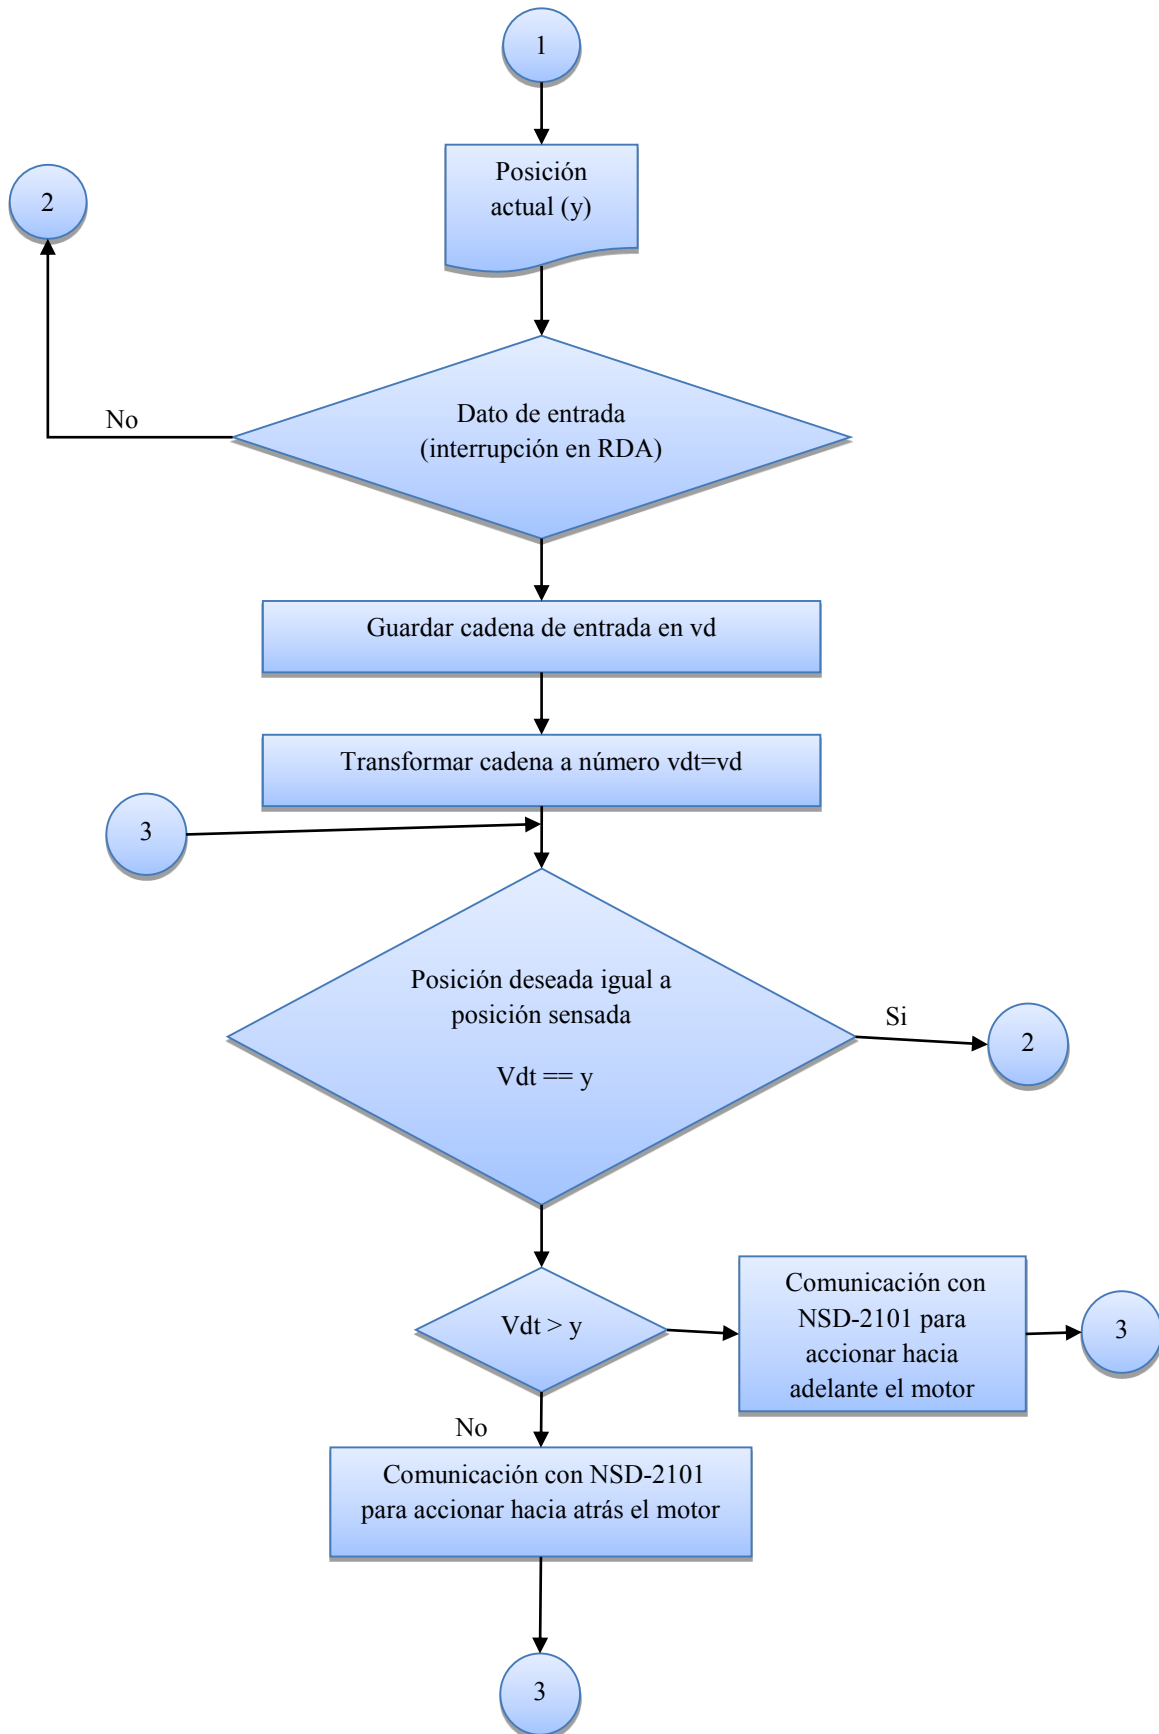 1
Posición
actual (y)
2
No
Dato de entrada
(interrupción en RDA)
Guardar cadena de entrada en vd
Transformar cadena a número vdt=vd
3
Posición deseada igual a
posición sensada
Vdt == y
Si
2
Vdt > y
Comunicación con
NSD-2101 para
accionar hacia
adelante el motor
3
No
Comunicación con NSD-2101
para accionar hacia atrás el motor
3